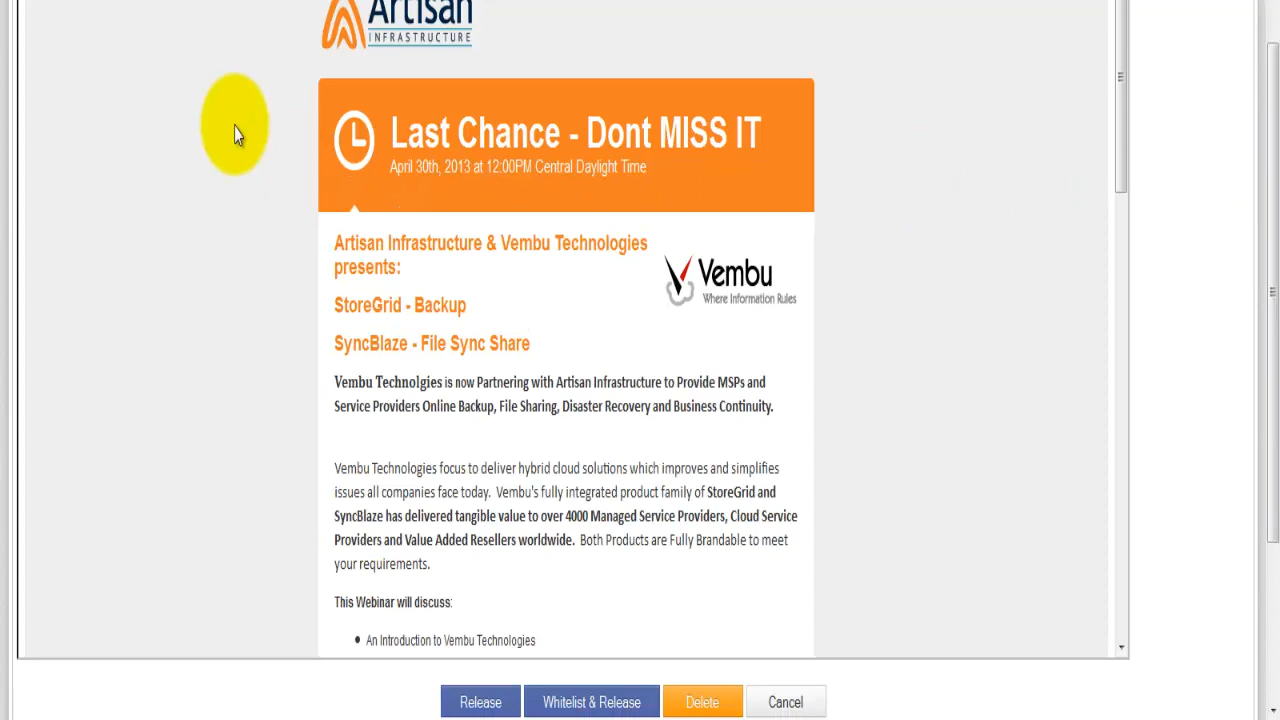 Artisan
INFRASTRUCTURE
Last Chance - Dont MISS IT
April 30th, 2013 at 12:00PM Central Daylight Time
Artisan Infrastructure & Vembu Technologies
presents:
Vembu
Where Information Rules
StoreGrid - Backup
SyncBlaze - File Sync Share
Vembu Technolgies is now Partnering with Artisan Infrastructure to Provide MSPs and
Service Providers Online Backup, File Sharing, Disaster Recovery and Business Continuity.
Vembu Technologies focus to deliver hybrid cloud solutions which improves and simplifies
issues all companies face today. Vembu's fully integrated product family of StoreGrid and
SyncBlaze has delivered tangible value to over 4000 Managed Service Providers, Cloud Service
Providers and Value Added Resellers worldwide. Both Products are Fully Brandable to meet
your requirements.
This Webinar will discuss:
• An Introduction to Vembu Technologies
Release
Whitelist & Release
Delete
Cancel